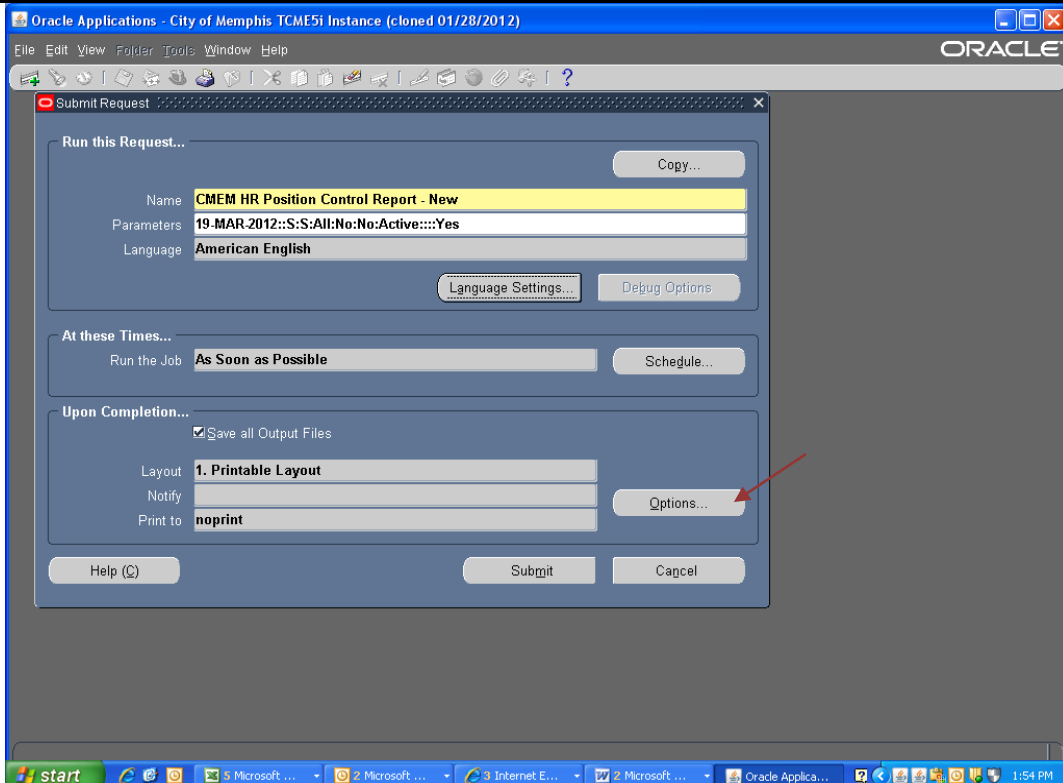 Oracle Applications - City of Memphis TCME5i Instance (cloned 01/28/2012)
File Edit View Folder Tools Window Help
ORACLE
Submit Request
Run this Request...
Copy...
Name CMEM HR Position Control Report - New
Parameters 19-MAR-2012::S:S:All:No:No:Active::::Yes
Language American English
Language Settings... Debug Options
At these Times...
Run the Job As Soon as Possible Schedule...
Upon Completion...
Save all Output Files
Layout 1. Printable Layout
Notify
Options...
Print to noprint
Help (C) Submit Cancel
start 5 Microsoft ... 2 Microsoft ... 3 Internet E... 2 Microsoft ... Oracle Applica... 1:54 PM